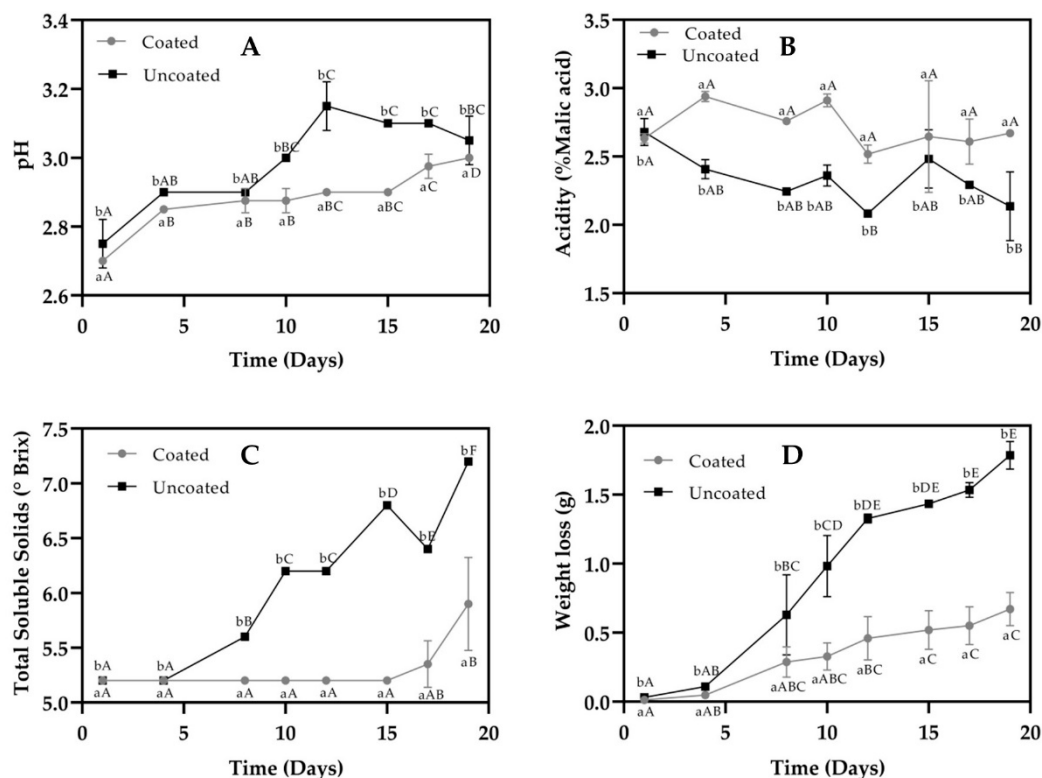 A
Coated
Uncoated
pH
3.4
3.2
3.0
2.8
2.6
bA
bAB
bAB
bBC
bC
bC
bC
bBC
aA
aB
aB
aB
aBC
aBC
aC
aD
0
5
10
15
20
Time (Days)
B
Coated
Uncoated
Acidity (%Malic acid)
3.5
3.0
2.5
2.0
1.5
aA
aA
aA
aA
aA
aA
aA
aA
bA
bAB
bAB
bAB
bB
bAB
bAB
bB
0
5
10
15
20
Time (Days)
C
Coated
Uncoated
Total Soluble Solids (° Brix)
7.5
7.0
6.5
6.0
5.5
5.0
bA
bA
bB
bC
bC
bD
bE
bF
aA
aA
aA
aA
aA
aA
aAB
aB
0
5
10
15
20
Time (Days)
D
Coated
Uncoated
Weight loss (g)
2.0
1.5
1.0
0.5
0.0
bA
bAB
bBC
bCD
bDE
bDE
bE
bE
aA
aAB
aABC
aABC
aABC
aC
aC
aC
0
5
10
15
20
Time (Days)